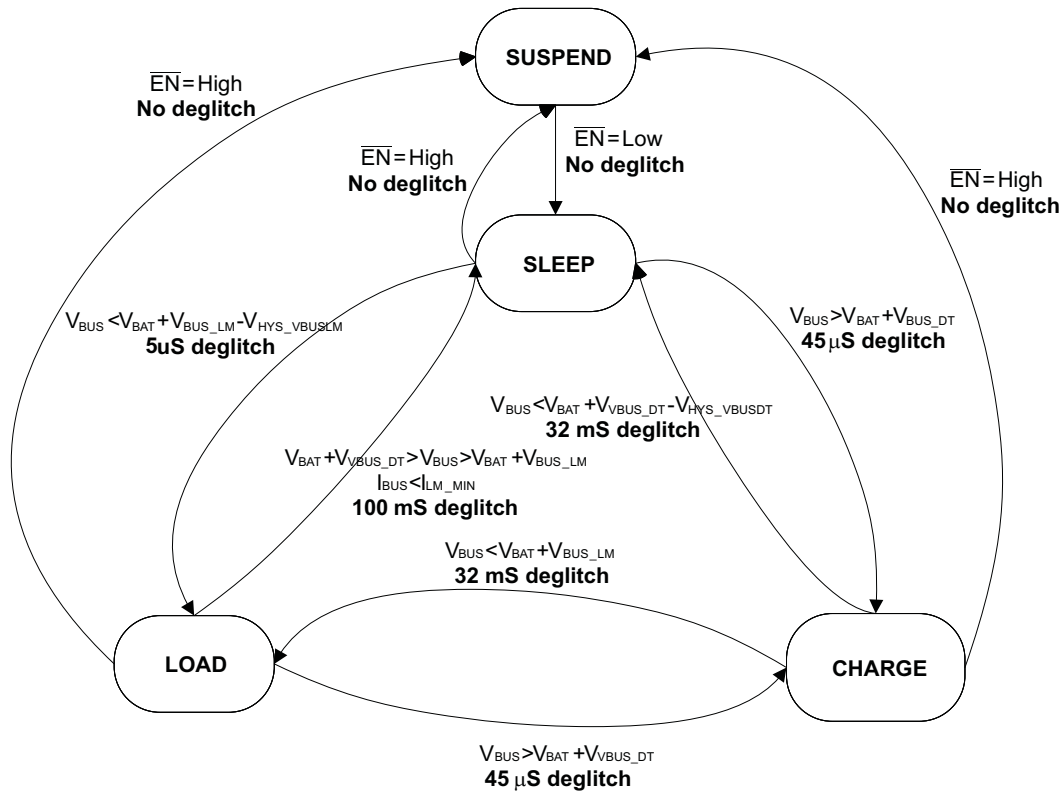 SUSPEND
EN=High
No deglitch
EN=High
No deglitch
EN=Low
No deglitch
EN=High
No deglitch
SLEEP
VBUS<VBAT+VBUS_LM-VHYS_VBUSLM
5uS deglitch
VBUS>VBAT+VBUS_DT
45 μS deglitch
VBUS<VBAT+VVBUS_DT-VHYS_VBUSDT
32 mS deglitch
VBAT+VVBUS_DT>VBUS>VBAT+VBUS_LM
IBUS<ILM_MIN
100 mS deglitch
VBUS<VBAT+VBUS_LM
32 mS deglitch
LOAD
CHARGE
VBUS>VBAT+VVBUS_DT
45 μS deglitch